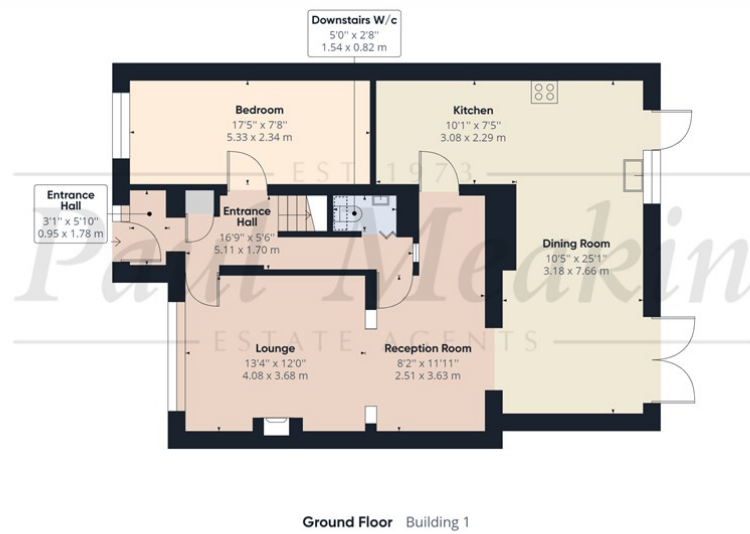 Downstairs W/c
5'0" x 2'8"
1.54 x 0.82 m
Bedroom
17'5" x 7'8"
5.33 x 2.34 m
Kitchen
10'1" x 7'5"
3.08 x 2.29 m
EST 1973
Entrance
Hall
3'1" x 5'10"
0.95 x 1.78 m
Entrance
Hall
16'9" x 5'6"
5.11 x 1.70 m
Dining Room
10'5" x 25'1"
3.18 x 7.66 m
Paul Meakin
ESTATE AGENTS
Lounge
13'4" x 12'0"
4.08 x 3.68 m
Reception Room
8'2" x 11'11"
2.51 x 3.63 m
Ground Floor Building 1